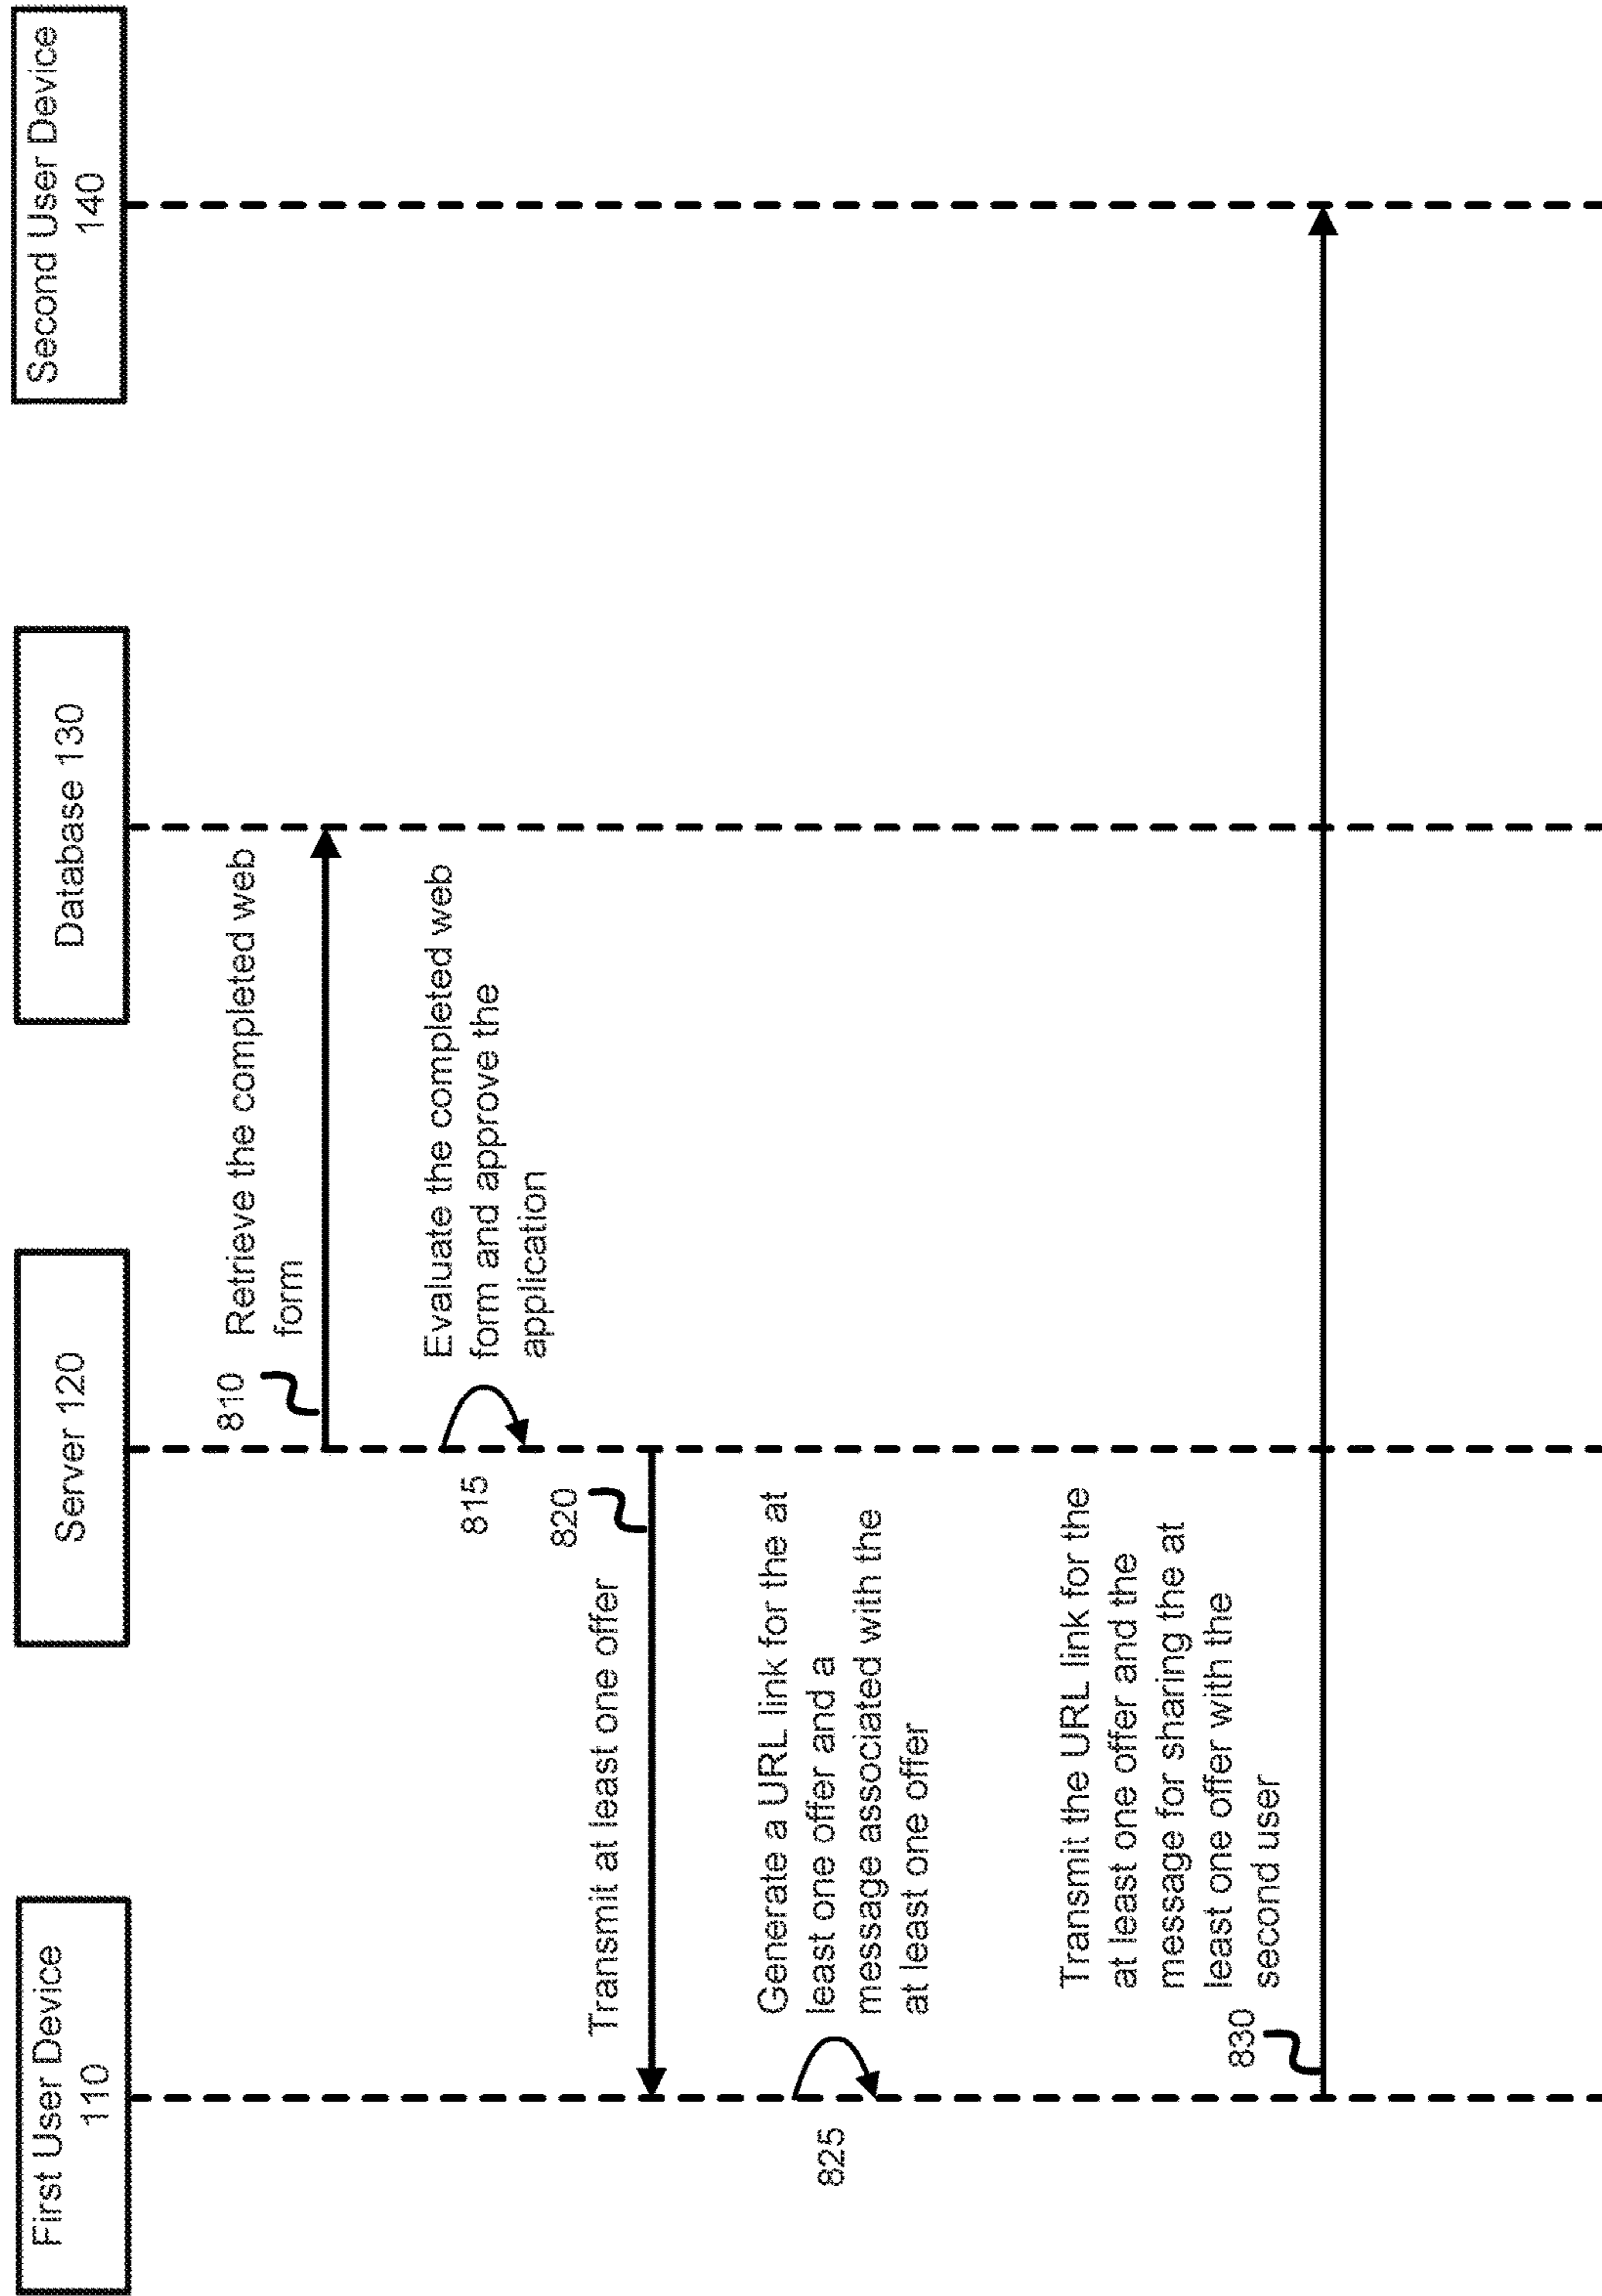 First User Device
110
Server 120
Database 130
Second User Device
140
810
Retrieve the completed web
form
815
Evaluate the completed web
form and approve the
application
820
Transmit at least one offer
825
Generate a URL link for the at
least one offer and a
message associated with the
at least one offer
830
Transmit the URL link for the
at least one offer and the
message for sharing the at
least one offer with the
second user